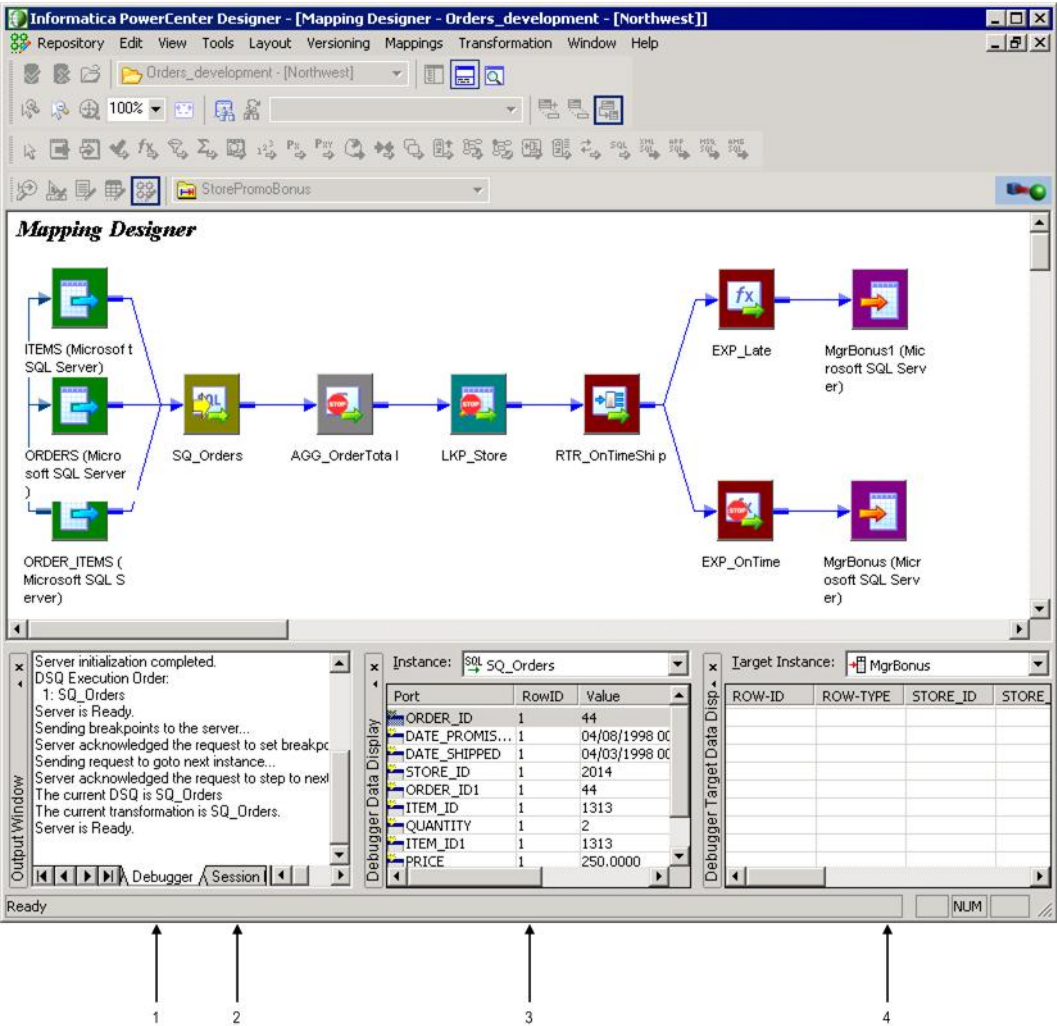 Informatica PowerCenter Designer - [Mapping Designer - Orders_development - [Northwest]]
Repository Edit View Tools Layout Versioning Mappings Transformation Window Help
Orders_development - [Northwest]
100%
StorePromoBonus
Mapping Designer
ITEMS (Microsoft
SQL Server)
ORDERS (Micro
soft SQL Server
)
ORDER_ITEMS (
Microsoft SQL S
erver)
SQ_Orders
AGG_OrderTotal
LKP_Store
RTR_OnTimeShip
EXP_Late
MgrBonus1 (Mic
rosoft SQL Serv
er)
EXP_OnTime
MgrBonus (Micr
osoft SQL Serv
er)
Output Window
Server initialization completed.
DSQ Execution Order:
1: SQ_Orders
Server is Ready.
Sending breakpoints to the server...
Server acknowledged the request to set breakpo
Sending request to goto next instance...
Server acknowledged the request to step to next
The current DSQ is SQ_Orders
The current transformation is SQ_Orders.
Server is Ready.
Debugger Session
Debugger Data Display
Instance: SQL SQ_Orders
Port RowID Value
ORDER_ID 1 44
DATE_PROMIS... 1 04/08/1998 00
DATE_SHIPPED 1 04/03/1998 00
STORE_ID 1 2014
ORDER_ID1 1 44
ITEM_ID 1 1313
QUANTITY 1 2
ITEM_ID1 1 1313
PRICE 1 250.0000
Debugger Target Data Disp
Target Instance: MgrBonus
ROW-ID ROW-TYPE STORE_ID STORE_
Ready NUM
1 2 3 4